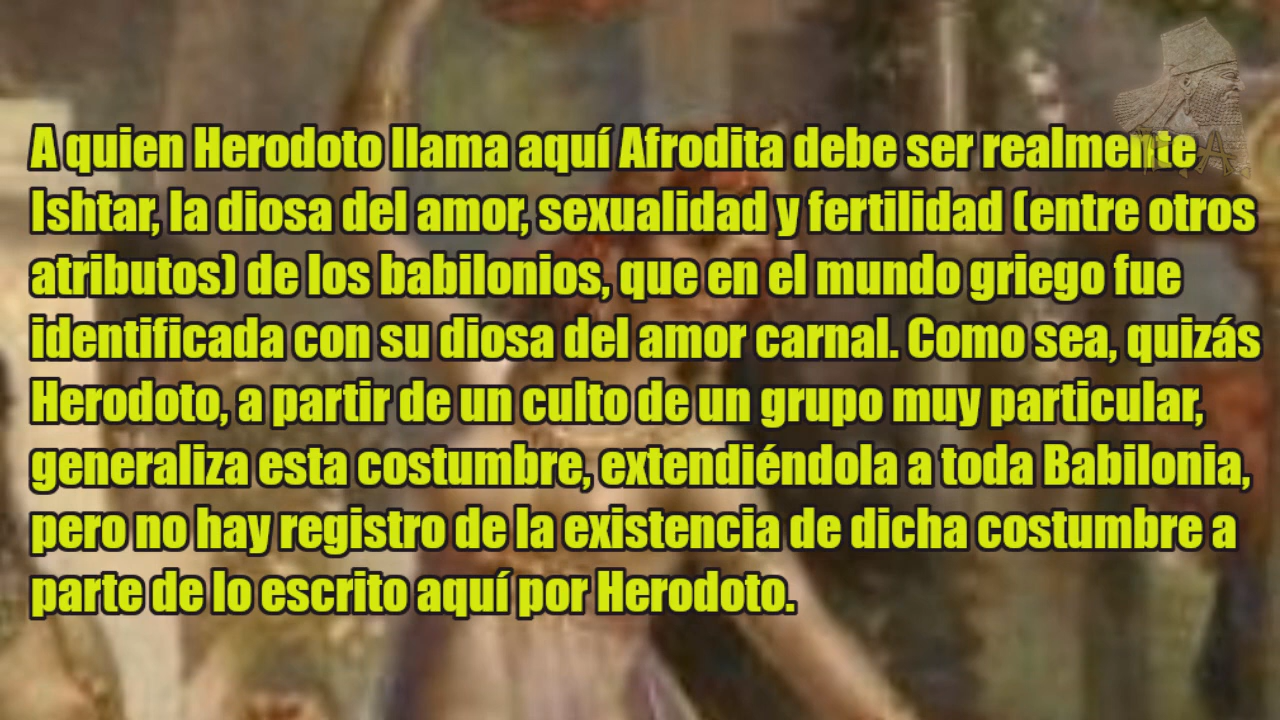 A quien Herodoto llama aquí Afrodita debe ser realmente
Ishtar, la diosa del amor, sexualidad y fertilidad (entre otros
atributos) de los babilonios, que en el mundo griego fue
identificada con su diosa del amor carnal. Como sea, quizás
Herodoto, a partir de un culto de un grupo muy particular,
generaliza esta costumbre, extendiéndola a toda Babilonia,
pero no hay registro de la existencia de dicha costumbre a
parte de lo escrito aquí por Herodoto.